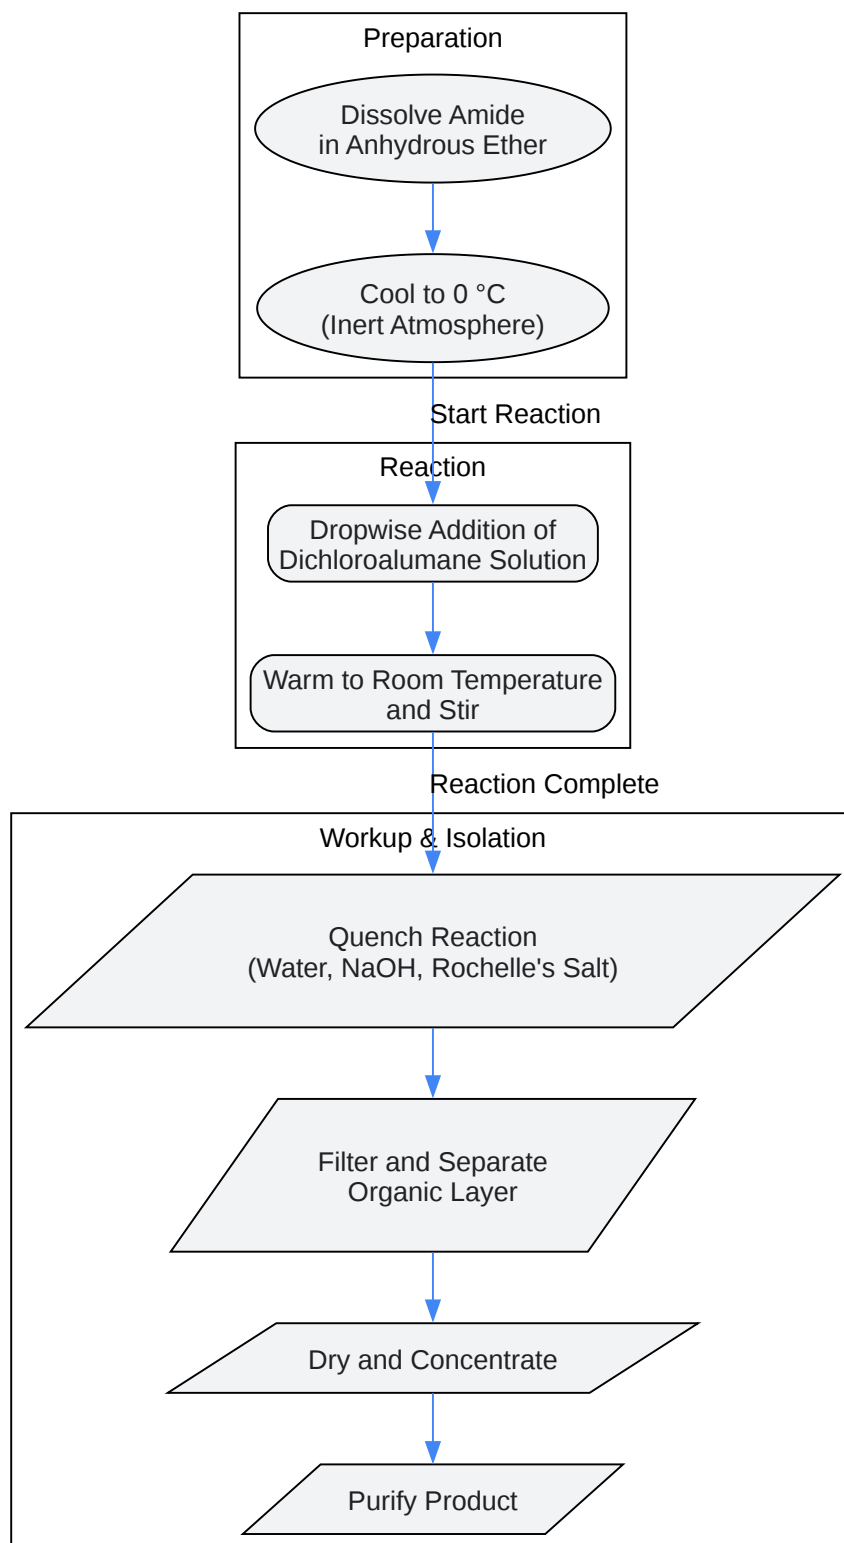 Preparation
Dissolve Amide
in Anhydrous Ether
Cool to 0 °C
(Inert Atmosphere)
Start Reaction
Reaction
Dropwise Addition of
Dichloroalumane Solution
Warm to Room Temperature
and Stir
Reaction Complete
Workup & Isolation
Quench Reaction
(Water, NaOH, Rochelle's Salt)
Filter and Separate
Organic Layer
Dry and Concentrate
Purify Product